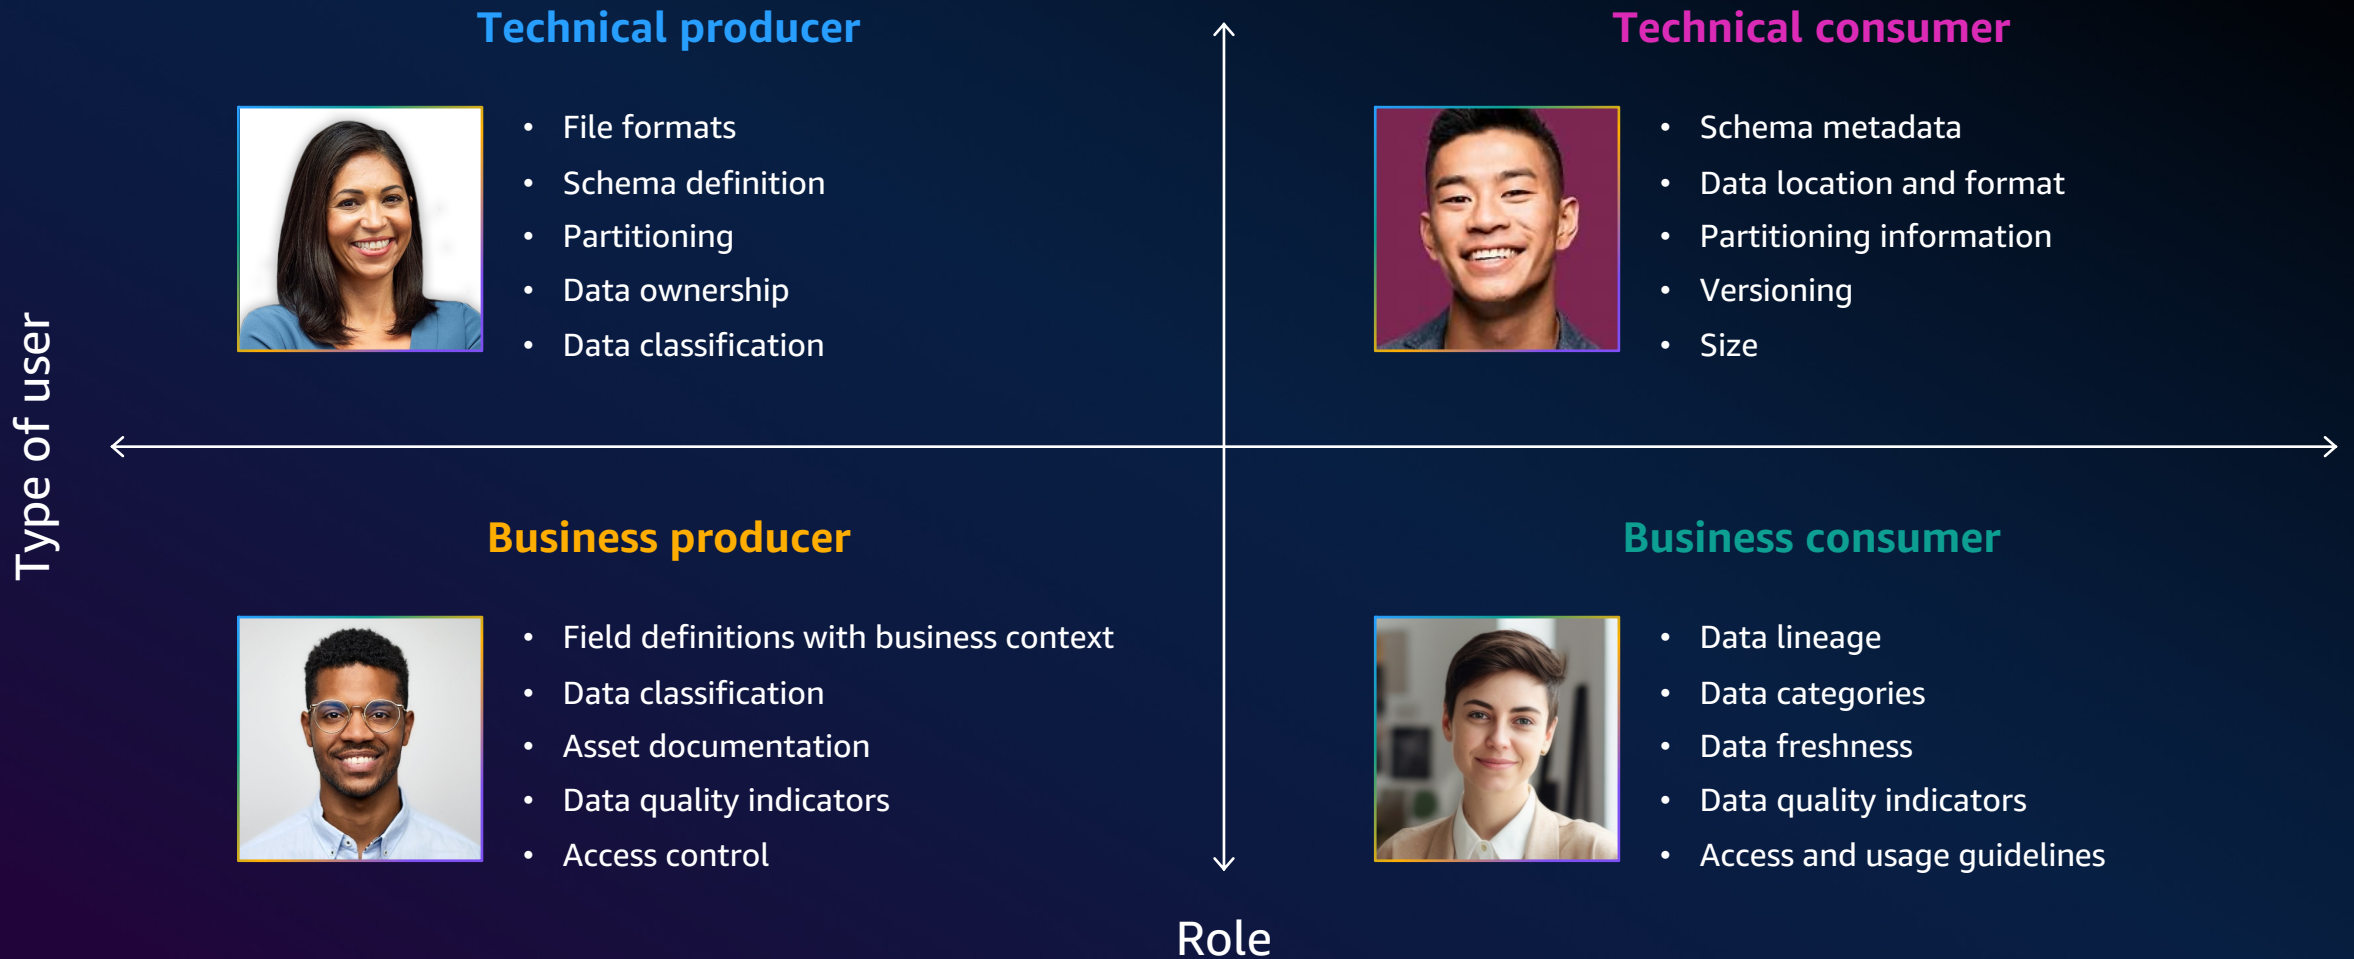 Technical producer
• File formats
• Schema definition
• Partitioning
• Data ownership
• Data classification
Technical consumer
• Schema metadata
• Data location and format
• Partitioning information
• Versioning
• Size
Type of user
Business producer
• Field definitions with business context
• Data classification
• Asset documentation
• Data quality indicators
• Access control
Business consumer
• Data lineage
• Data categories
• Data freshness
• Data quality indicators
• Access and usage guidelines
Role